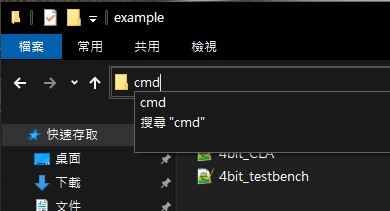 example
檔案 常用 共用 檢視
cmd
cmd
搜尋 "cmd"
快速存取
桌面
4bit_CLA
下載
4bit_testbench
文件